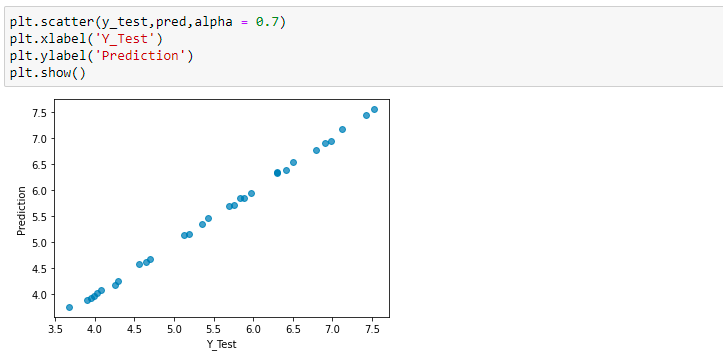 plt.scatter(y_test,pred,alpha = 0.7)
plt.xlabel('Y_Test')
plt.ylabel('Prediction')
plt.show()
7.5
7.0
6.5
6.0
5.5
5.0
4.5
4.0
Prediction
3.5 4.0 4.5 5.0 5.5 6.0 6.5 7.0 7.5
Y_Test